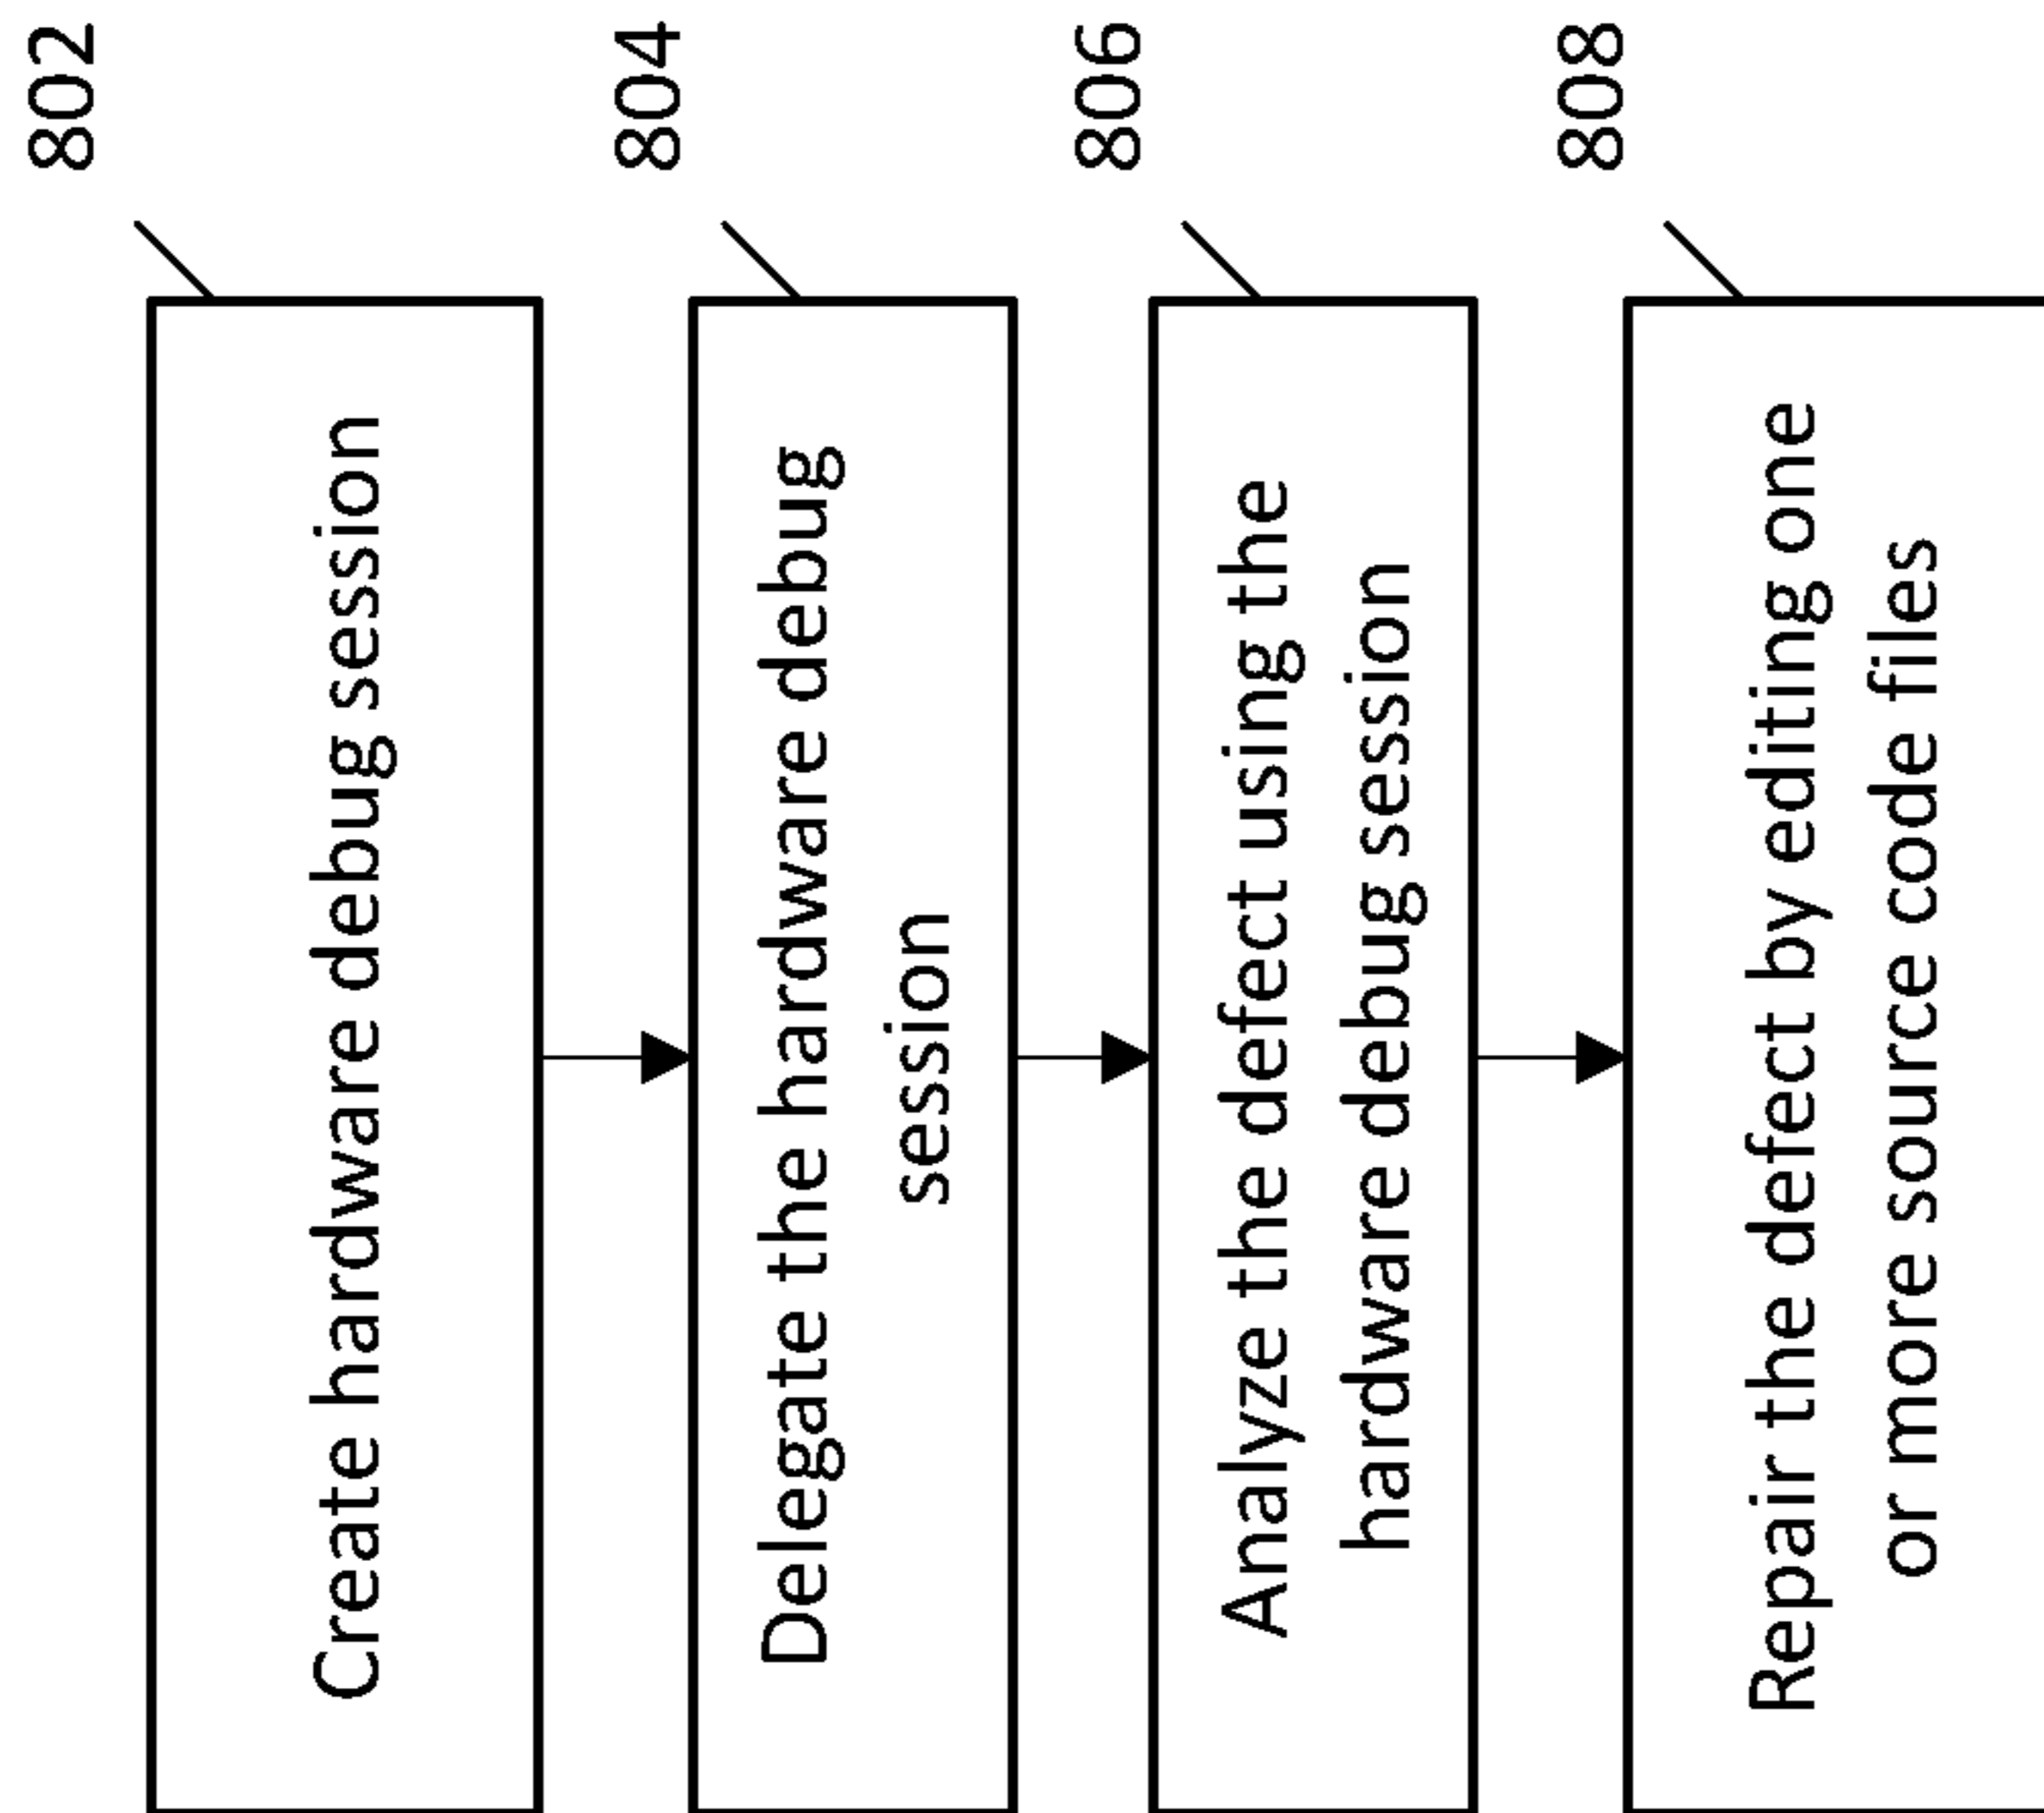 802
Create hardware debug session
804
Delegate the hardware debug
session
806
Analyze the defect using the
hardware debug session
808
Repair the defect by editing one
or more source code files